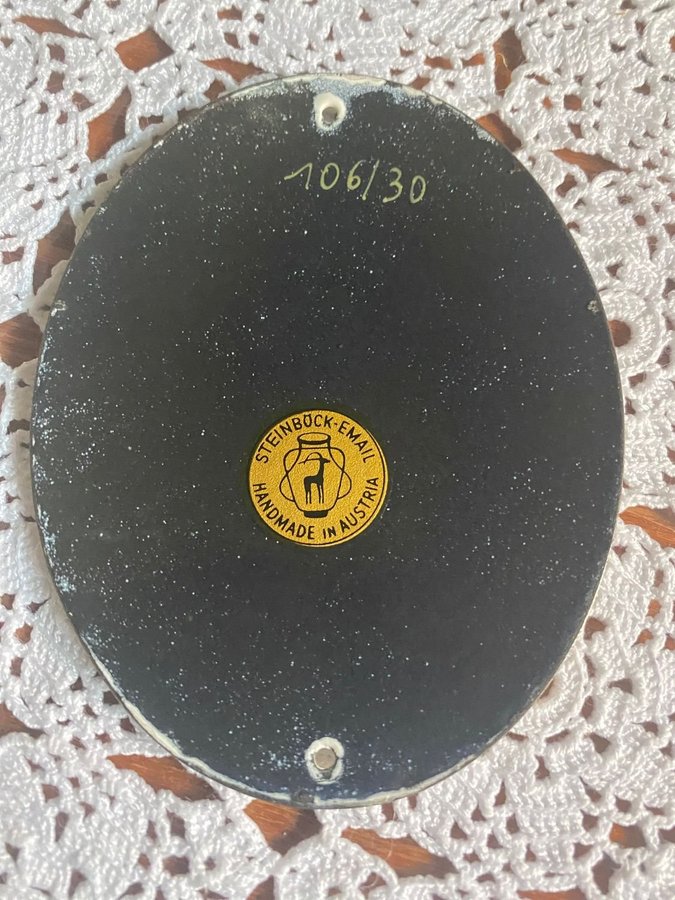 106/30
STEINBÖCK-EMAIL
HANDMADE IN AUSTRIA